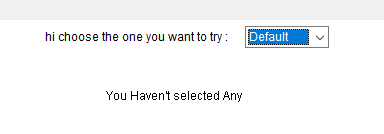 hi choose the one you want to try : Default
You Haven't selected Any